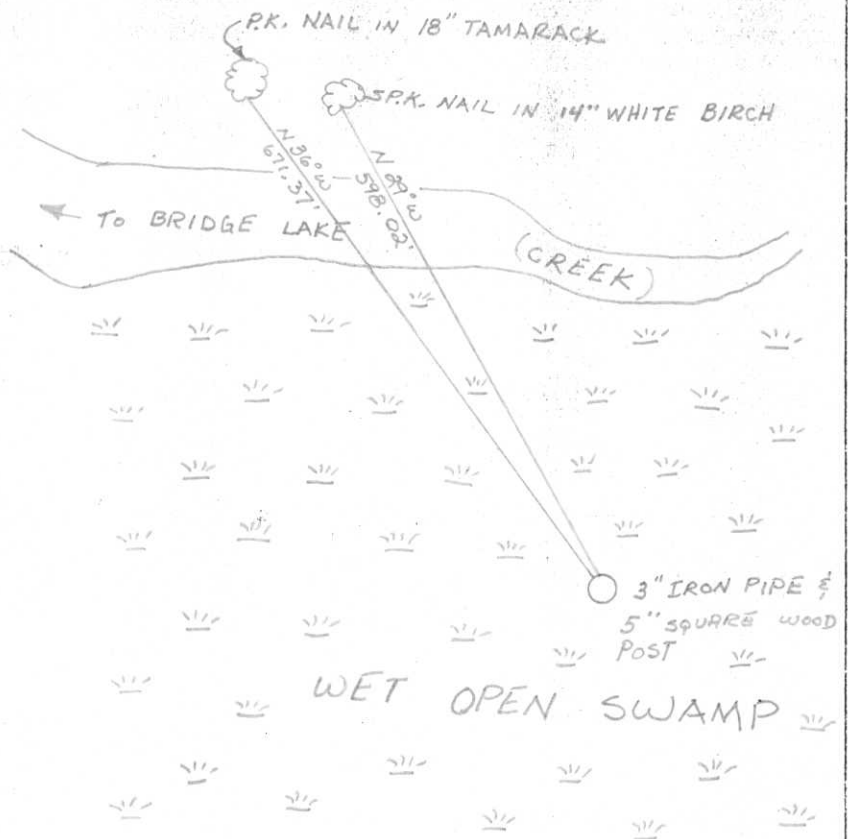 P.K. NAIL IN 18" TAMARACK
SP.K. NAIL IN 14" WHITE BIRCH
N 36° W
671.37'
N 29° W
598.02'
TO BRIDGE LAKE
(CREEK)
3" IRON PIPE &
5" SQUARE WOOD
POST
WET OPEN SWAMP